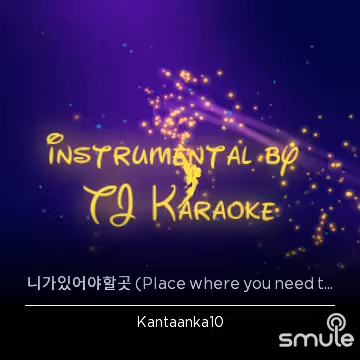 Instrumental by
TJ Karaoke
니가있어야할곳 (Place where you need t...
Kantaanka10
smule